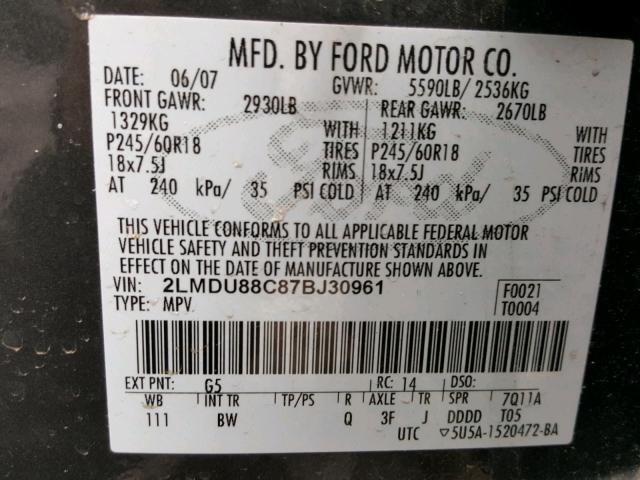 MFD. BY FORD MOTOR CO.
DATE: 06/07 GVWR: 5590LB/ 2536KG
FRONT GAWR: 2930LB REAR GAWR: 2670LB
1329KG WITH 1211KG WITH
P245/60R18 TIRES P245/60R18 TIRES
18x7.5J RIMS 18x7.5J RIMS
AT 240 kPa/ 35 PSI COLD AT 240 kPa/ 35 PSI COLD
THIS VEHICLE CONFORMS TO ALL APPLICABLE FEDERAL MOTOR
VEHICLE SAFETY AND THEFT PREVENTION STANDARDS IN
EFFECT ON THE DATE OF MANUFACTURE SHOWN ABOVE.
VIN: 2LMDU88C87BJ30961 F0021
TYPE: MPV T0004
EXT PNT: G5 RC: 14 DSO:
WB INT TR TP/PS R AXLE TR SPR 7Q11A
111 BW Q 3F J DDDD T05
UTC ▽5U5A-1520472-BA
Ford